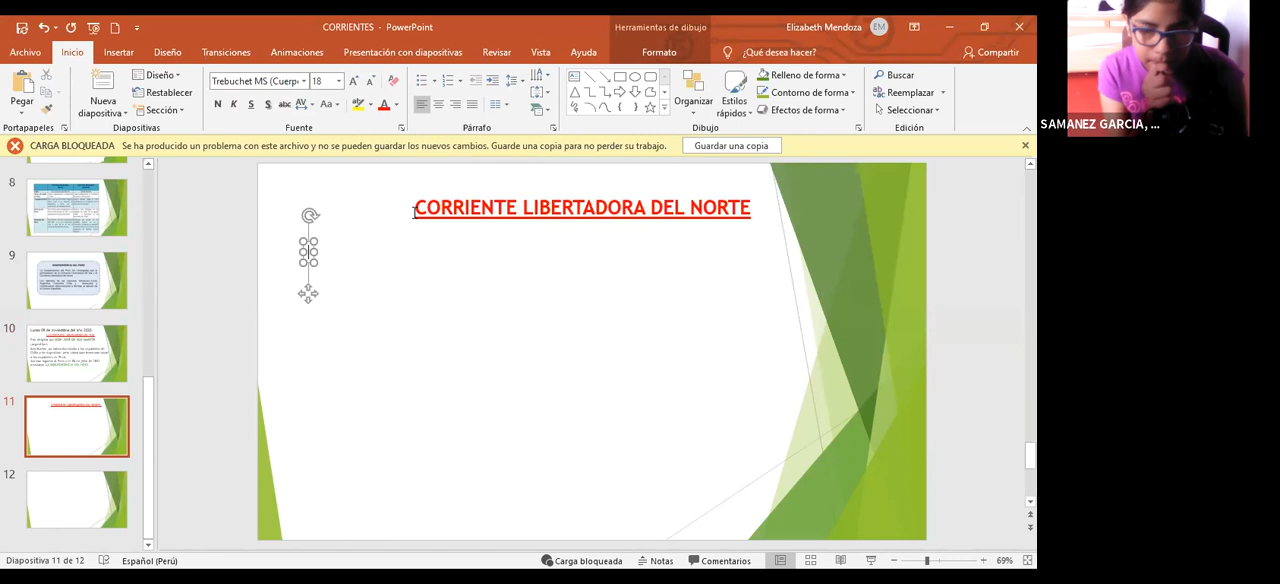 CORRIENTES - PowerPoint
Herramientas de dibujo
Elizabeth Mendoza
EM
Archivo
Inicio
Insertar
Diseño
Transiciones
Animaciones
Presentación con diapositivas
Revisar
Vista
Ayuda
Formato
¿Qué desea hacer?
Compartir
Pegar
Nueva
diapositiva
Diseño
Restablecer
Sección
Trebuchet MS (Cuerp
18
N K S S abc AV Aa A
Organizar
Estilos
rápidos
Relleno de forma
Contorno de forma
Efectos de forma
Buscar
Reemplazar
Seleccionar
Portapapeles
Diapositivas
Fuente
Párrafo
Dibujo
Edición
CARGA BLOQUEADA Se ha producido un problema con este archivo y no se pueden guardar los nuevos cambios. Guarde una copia para no perder su trabajo.
Guardar una copia
SAMANEZ GARCIA, ...
8
9
10
11
12
CORRIENTE LIBERTADORA DEL NORTE
Diapositiva 11 de 12
Español (Perú)
Carga bloqueada
Notas
Comentarios
69%